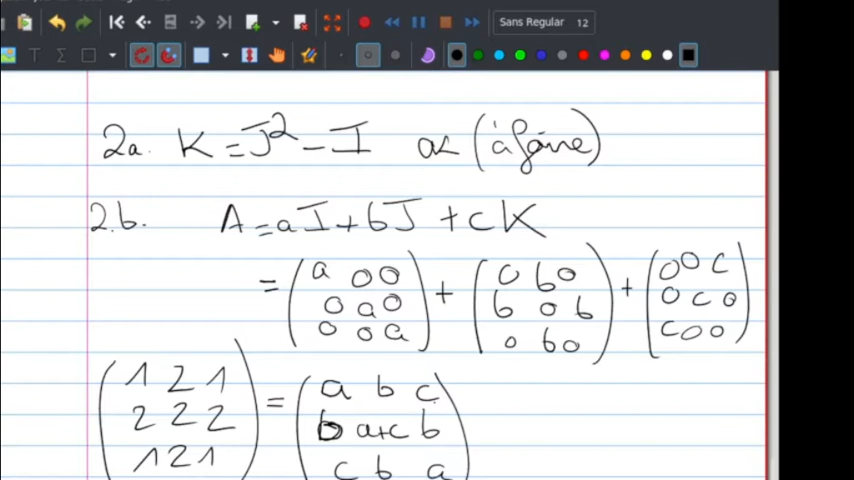 Sans Regular 12
2a. K = J² - I ok (à faire)
2.b. A = aI + bJ + cK
= (a 0 0 / 0 a 0 / 0 0 a) + (0 b 0 / b 0 b / 0 b 0) + (0 0 c / 0 c 0 / c 0 0)
(1 2 1 / 2 2 2 / 1 2 1) = (a b c / b a+c b / c b a)